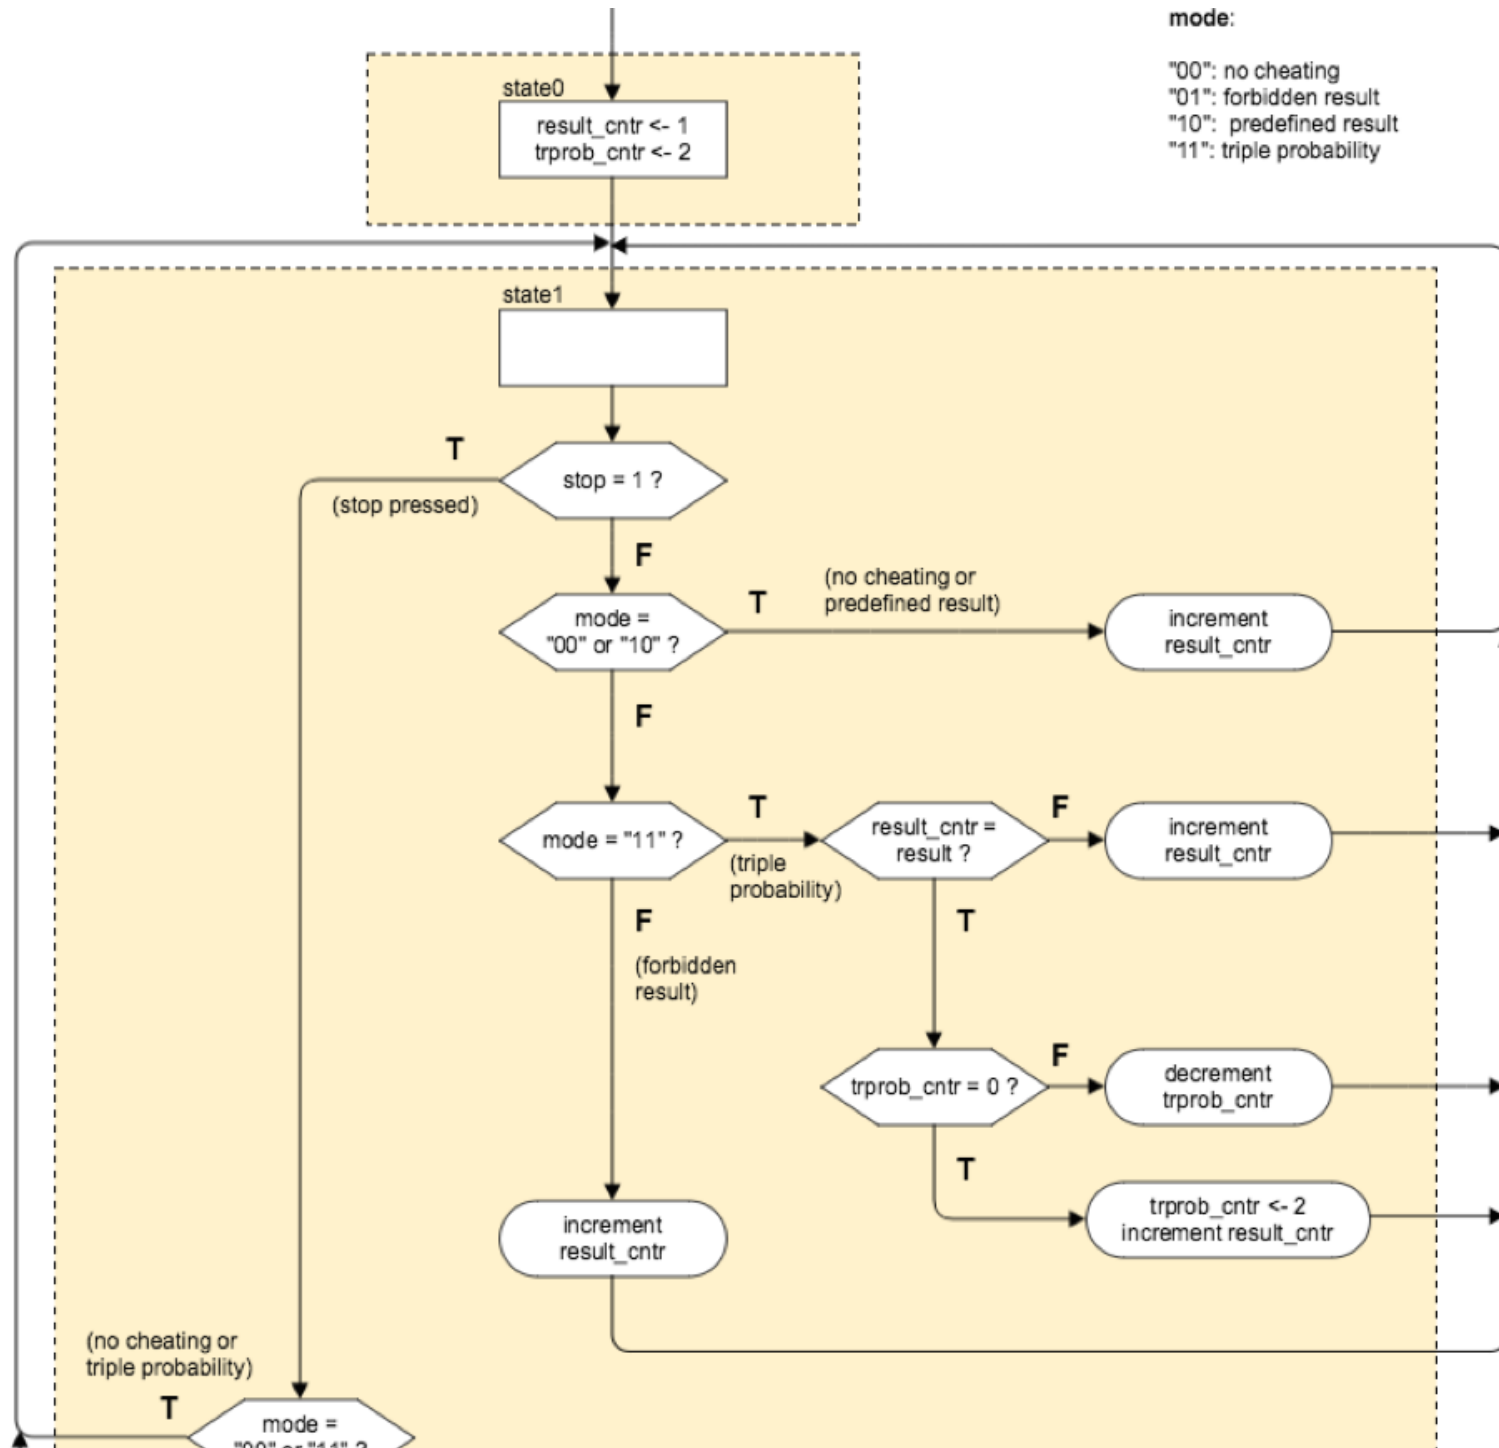 mode:
"00": no cheating
"01": forbidden result
"10": predefined result
"11": triple probability
state0
result_cntr <- 1
trprob_cntr <- 2
state1
T
stop = 1 ?
(stop pressed)
F
(no cheating or
predefined result)
T
mode =
"00" or "10" ?
increment
result_cntr
F
T
mode = "11" ?
(triple
probability)
result_cntr =
result ?
F
increment
result_cntr
F
(forbidden
result)
T
trprob_cntr = 0 ?
F
decrement
trprob_cntr
T
trprob_cntr <- 2
increment result_cntr
increment
result_cntr
(no cheating or
triple probability)
T
mode =
"00" or "11" ?